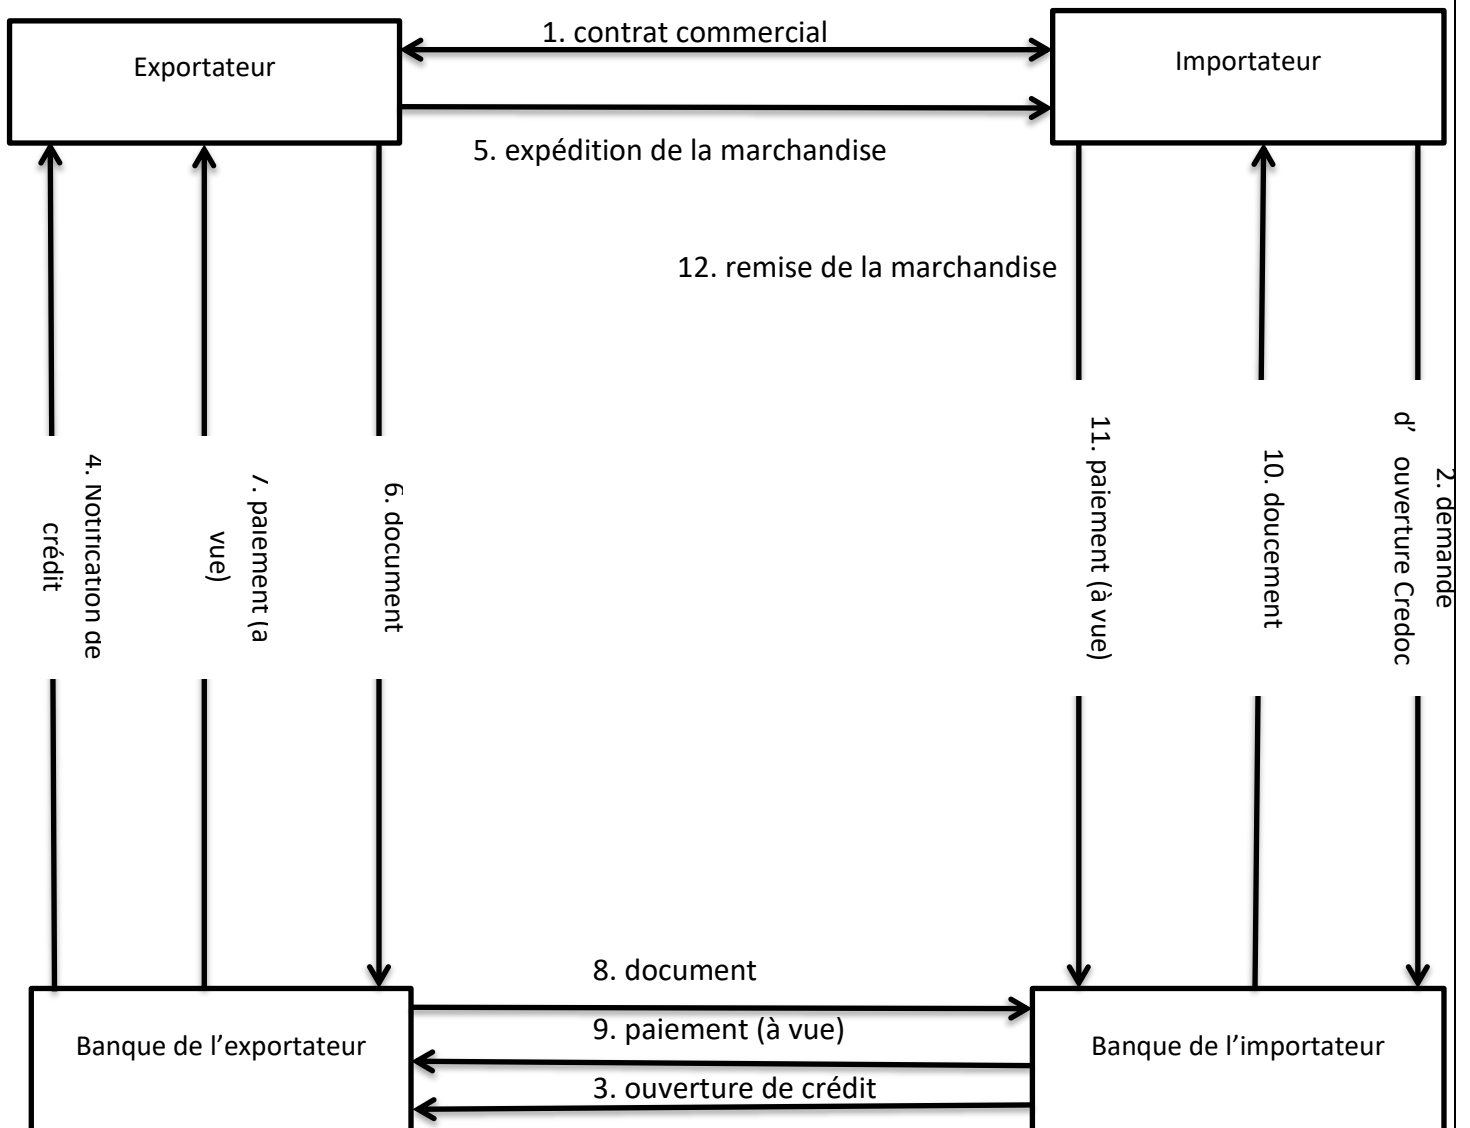 1. contrat commercial
Exportateur
Importateur
5. expédition de la marchandise
12. remise de la marchandise
4. Notification de
crédit
7. paiement (a
vue)
6. document
11. paiement (à vue)
10. doucement
2. demande
d’ ouverture Credoc
8. document
9. paiement (à vue)
Banque de l’exportateur
Banque de l’importateur
3. ouverture de crédit